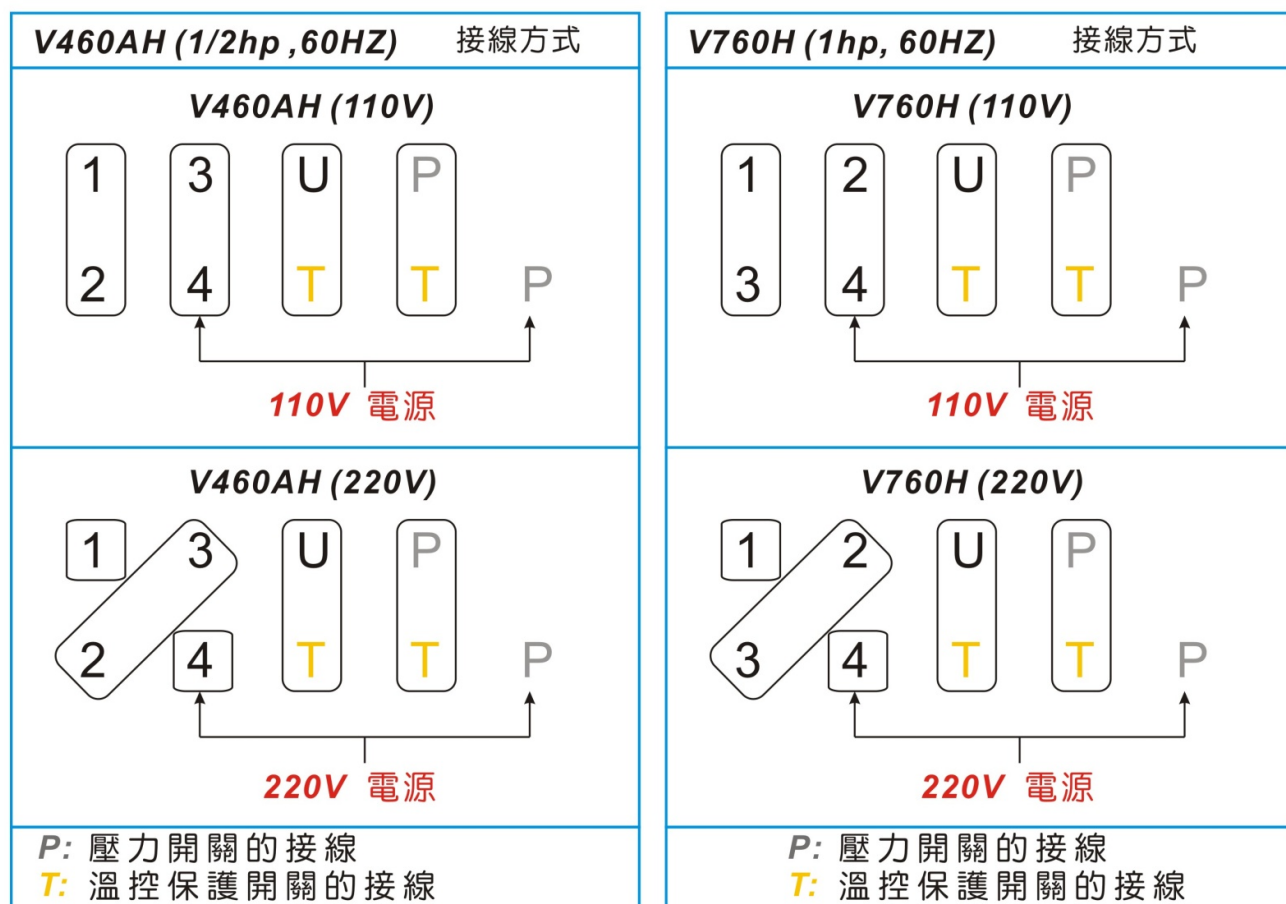 V460AH (1/2hp ,60HZ) 接線方式
V460AH (110V)
1 3 U P
2 4 T T P
110V 電源
V460AH (220V)
1 3 U P
2 4 T T P
220V 電源
P: 壓力開關的接線
T: 溫控保護開關的接線
V760H (1hp, 60HZ) 接線方式
V760H (110V)
1 2 U P
3 4 T T P
110V 電源
V760H (220V)
1 2 U P
3 4 T T P
220V 電源
P: 壓力開關的接線
T: 溫控保護開關的接線